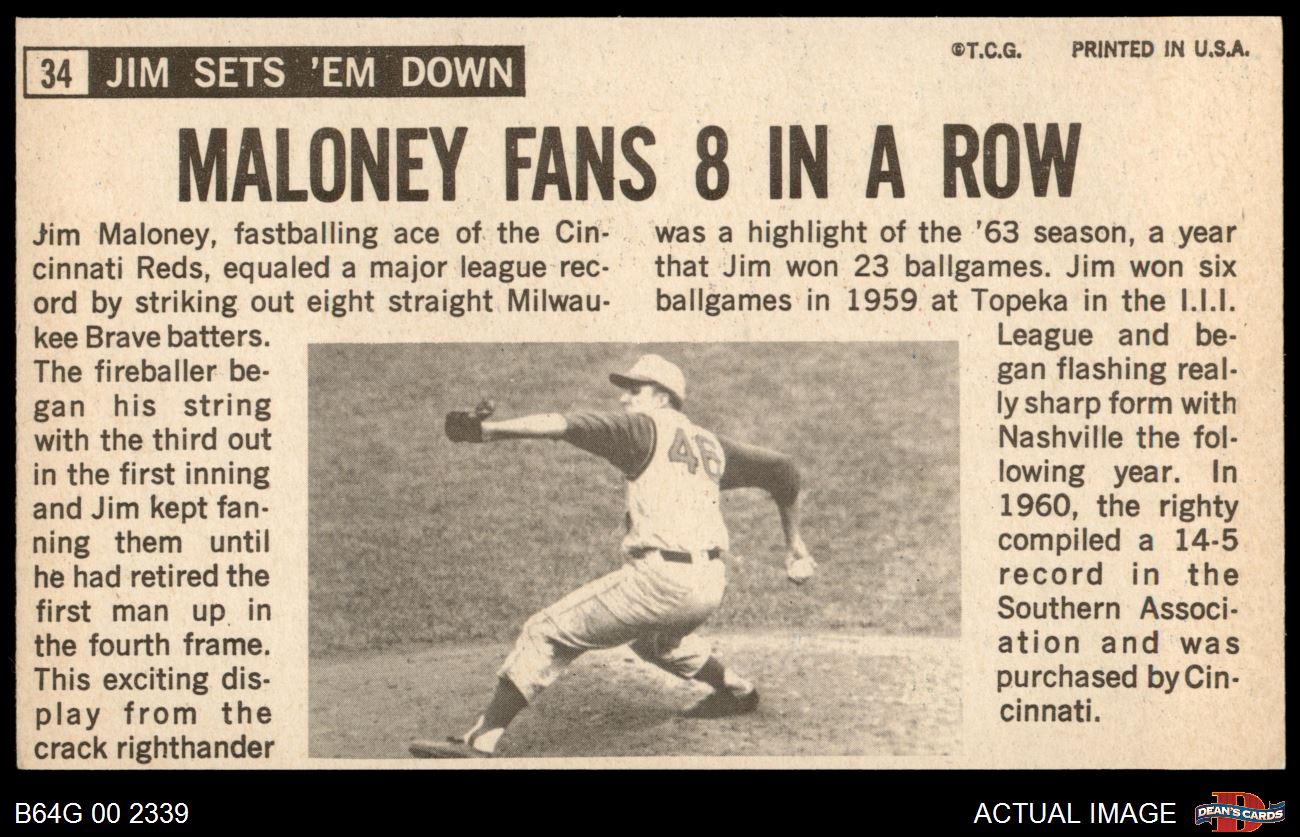 34 JIM SETS 'EM DOWN
©T.C.G. PRINTED IN U.S.A.
MALONEY FANS 8 IN A ROW
Jim Maloney, fastballing ace of the Cin-
cinnati Reds, equaled a major league rec-
ord by striking out eight straight Milwau-
kee Brave batters.
The fireballer be-
gan his string
with the third out
in the first inning
and Jim kept fan-
ning them until
he had retired the
first man up in
the fourth frame.
This exciting dis-
play from the
crack righthander
was a highlight of the '63 season, a year
that Jim won 23 ballgames. Jim won six
ballgames in 1959 at Topeka in the I.I.I.
League and be-
gan flashing real-
ly sharp form with
Nashville the fol-
lowing year. In
1960, the righty
compiled a 14-5
record in the
Southern Associ-
ation and was
purchased by Cin-
cinnati.
46
B64G 00 2339
ACTUAL IMAGE
D
DEAN'S CARDS